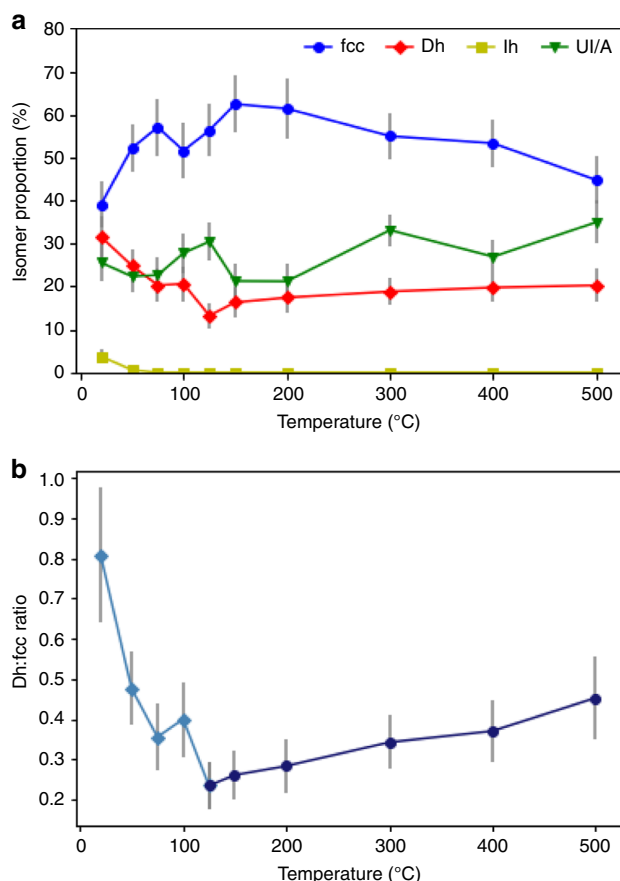 a
80
70
60
50
40
30
20
10
0
Isomer proportion (%)
fcc Dh Ih UI/A
0 100 200 300 400 500
Temperature (°C)
b
1.0
0.9
0.8
0.7
0.6
0.5
0.4
0.3
0.2
Dh:fcc ratio
0 100 200 300 400 500
Temperature (°C)